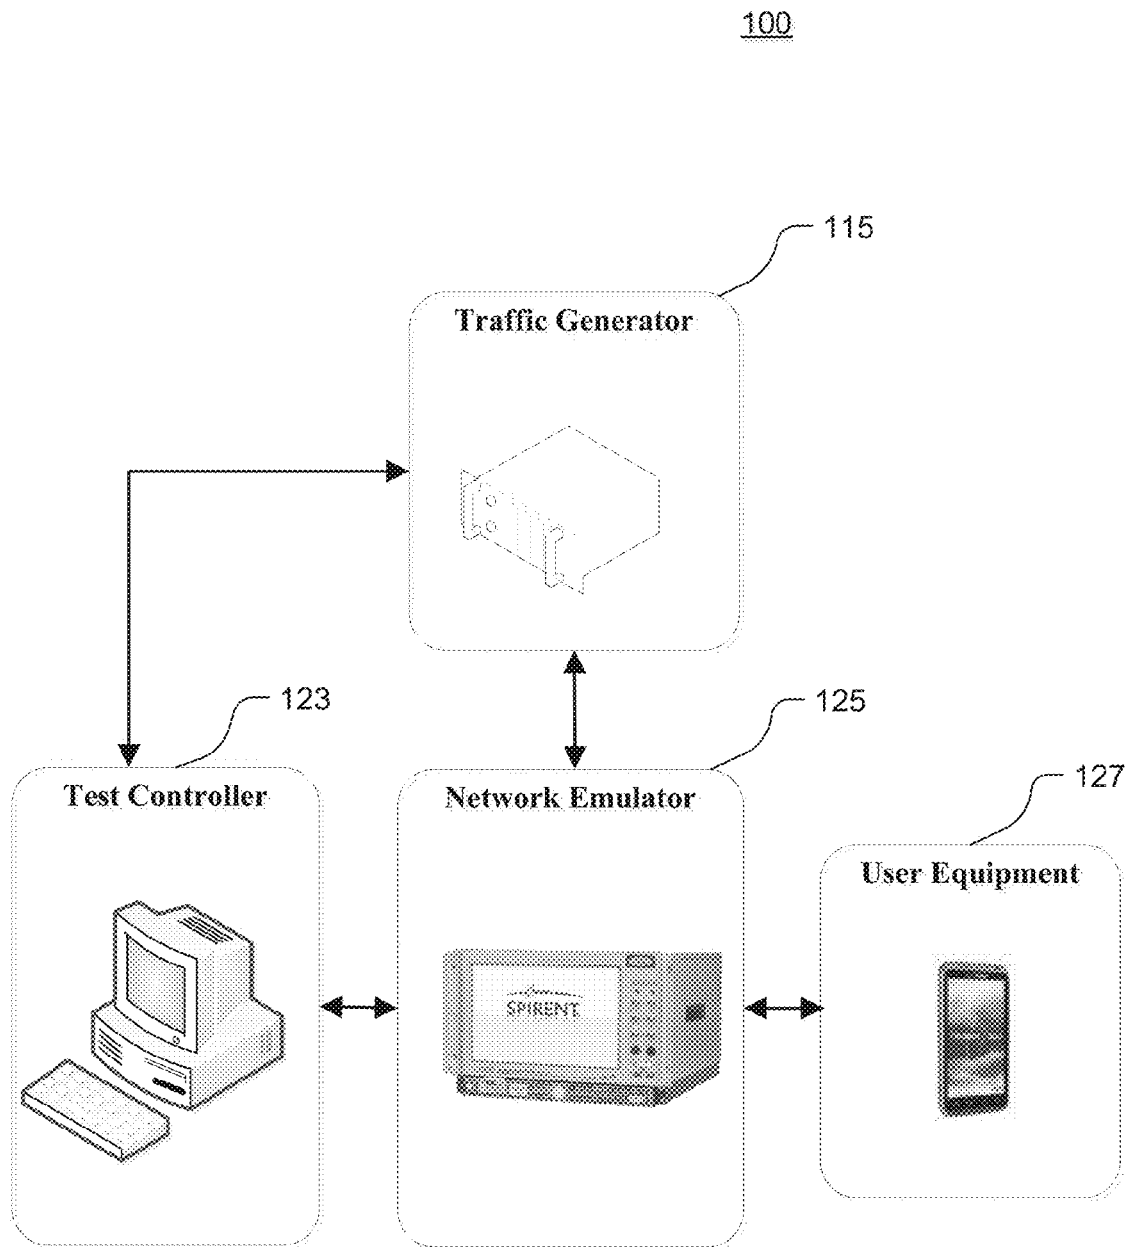 100
115
Traffic Generator
123
125
Test Controller
Network Emulator
127
User Equipment
SPIRENT